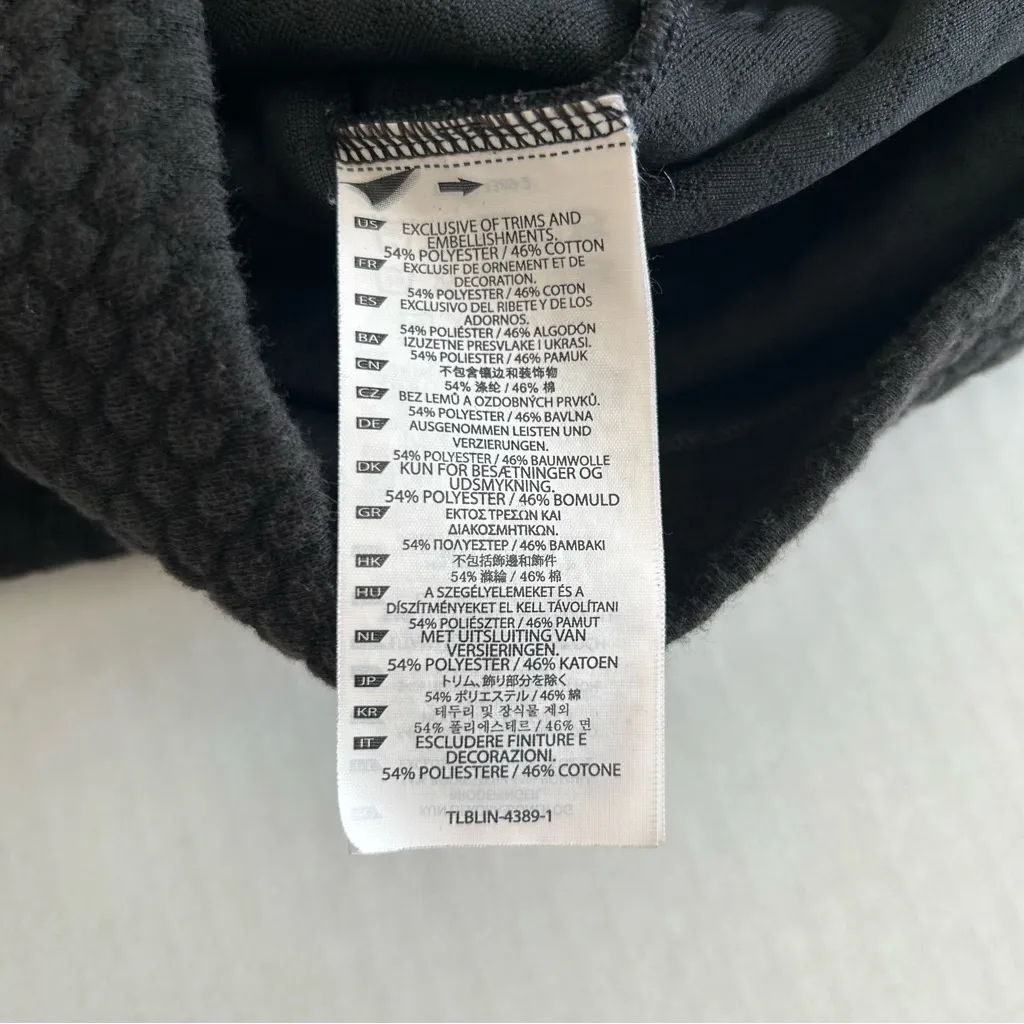 US EXCLUSIVE OF TRIMS AND
EMBELLISHMENTS.
54% POLYESTER / 46% COTTON
FR EXCLUSIF DE ORNEMENT ET DE
DECORATION.
54% POLYESTER / 46% COTON
ES EXCLUSIVO DEL RIBETE Y DE LOS
ADORNOS.
54% POLIÉSTER / 46% ALGODÓN
BA IZUZETNE PRESVLAKE I UKRASI.
54% POLIESTER / 46% PAMUK
CN 不包含镶边和装饰物
54% 涤纶 / 46% 棉
CZ BEZ LEMŮ A OZDOBNÝCH PRVKŮ.
54% POLYESTER / 46% BAVLNA
DE AUSGENOMMEN LEISTEN UND
VERZIERUNGEN.
54% POLYESTER / 46% BAUMWOLLE
DK KUN FOR BESÆTNINGER OG
UDSMYKNING.
54% POLYESTER / 46% BOMULD
GR ΕΚΤΟΣ ΤΡΕΣΩΝ ΚΑΙ
ΔΙΑΚΟΣΜΗΤΙΚΩΝ.
54% ΠΟΛΥΕΣΤΕΡ / 46% ΒΑΜΒΑΚΙ
HK 不包括飾邊和飾件
54% 滌綸 / 46% 棉
HU A SZEGÉLYELEMEKET ÉS A
DÍSZÍTMÉNYEKET EL KELL TÁVOLÍTANI
54% POLIÉSZTER / 46% PAMUT
NL MET UITSLUITING VAN
VERSIERINGEN.
54% POLYESTER / 46% KATOEN
JP トリム、飾り部分を除く
54% ポリエステル / 46% 綿
KR 테두리 및 장식물 제외
54% 폴리에스테르 / 46% 면
IT ESCLUDERE FINITURE E
DECORAZIONI.
54% POLIESTERE / 46% COTONE
TLBLIN-4389-1